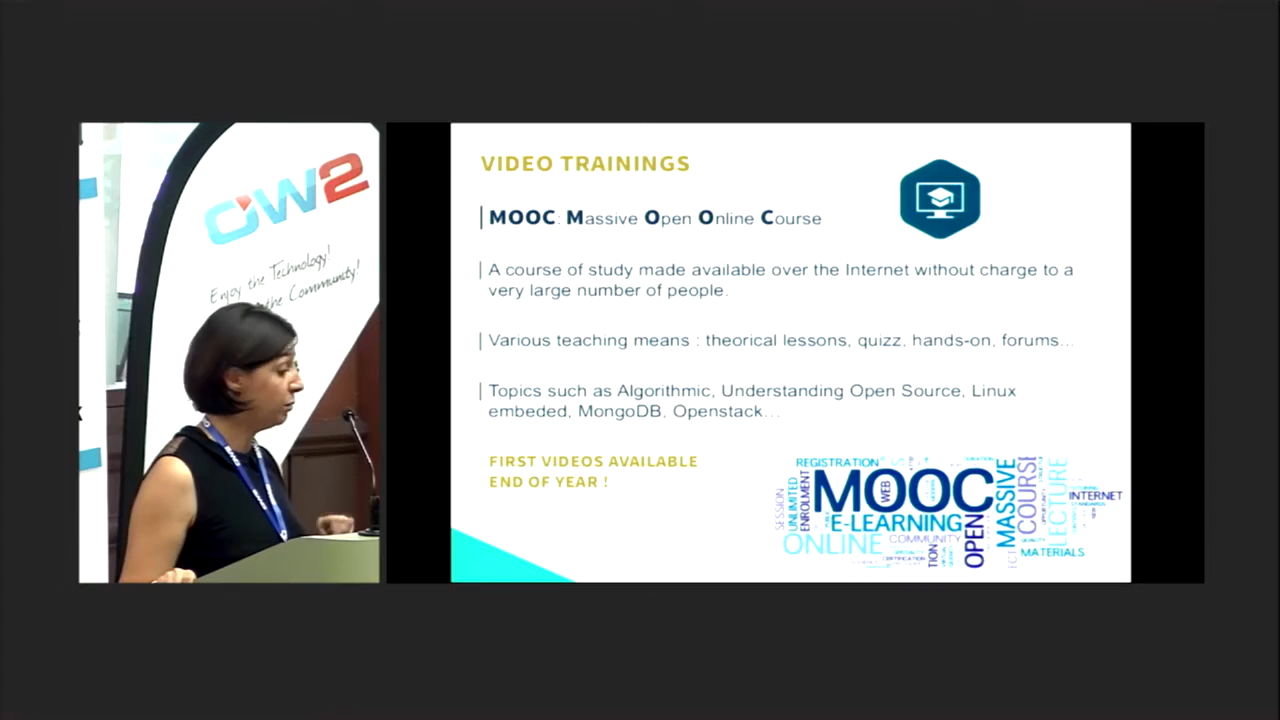 OW2
Enjoy the Technology!
the Community!
VIDEO TRAININGS
MOOC: Massive Open Online Course
A course of study made available over the Internet without charge to a
very large number of people.
Various teaching means : theorical lessons, quizz, hands-on, forums...
Topics such as Algorithmic, Understanding Open Source, Linux
embeded, MongoDB, Openstack...
FIRST VIDEOS AVAILABLE
END OF YEAR !
REGISTRATION
SESSION
UNLIMITED
ENROLMENT
MOOC
WEB
MASSIVE
COURSE
LECTURE
INTERNET
E-LEARNING
ONLINE
COMMUNITY
OPEN
MATERIALS
CERTIFICATION